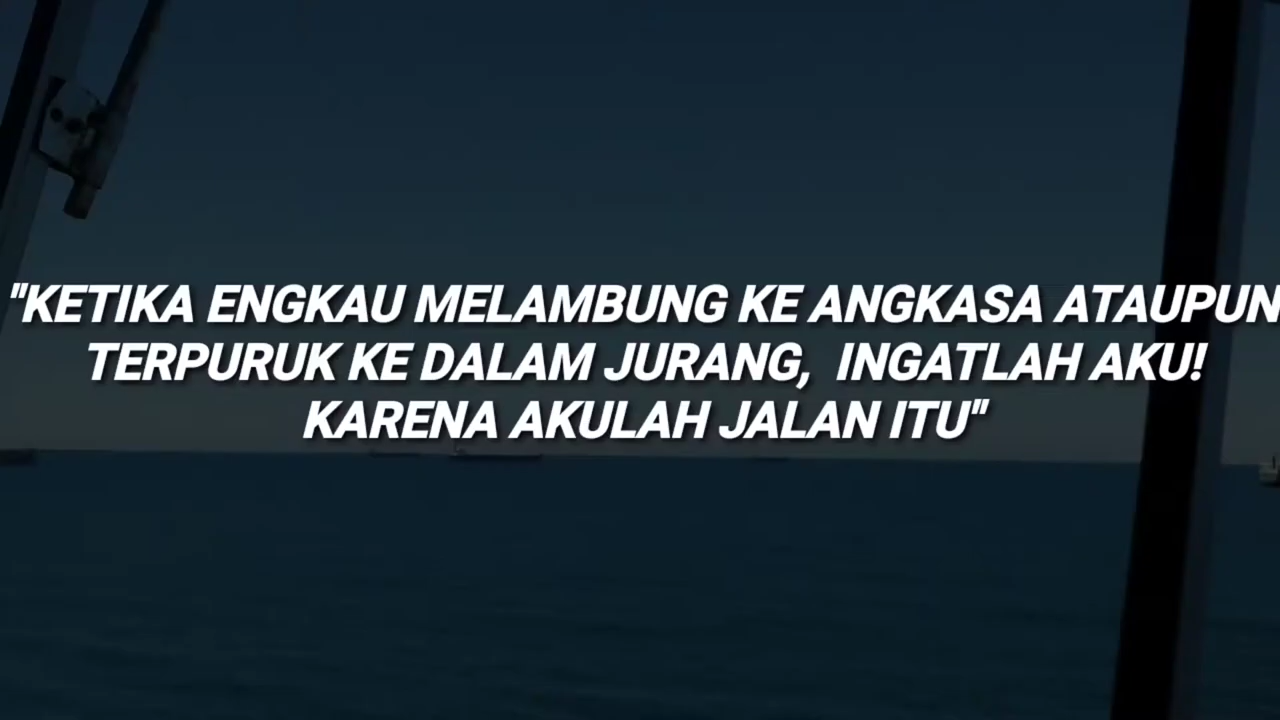 "KETIKA ENGKAU MELAMBUNG KE ANGKASA ATAUPUN
TERPURUK KE DALAM JURANG, INGATLAH AKU!
KARENA AKULAH JALAN ITU"